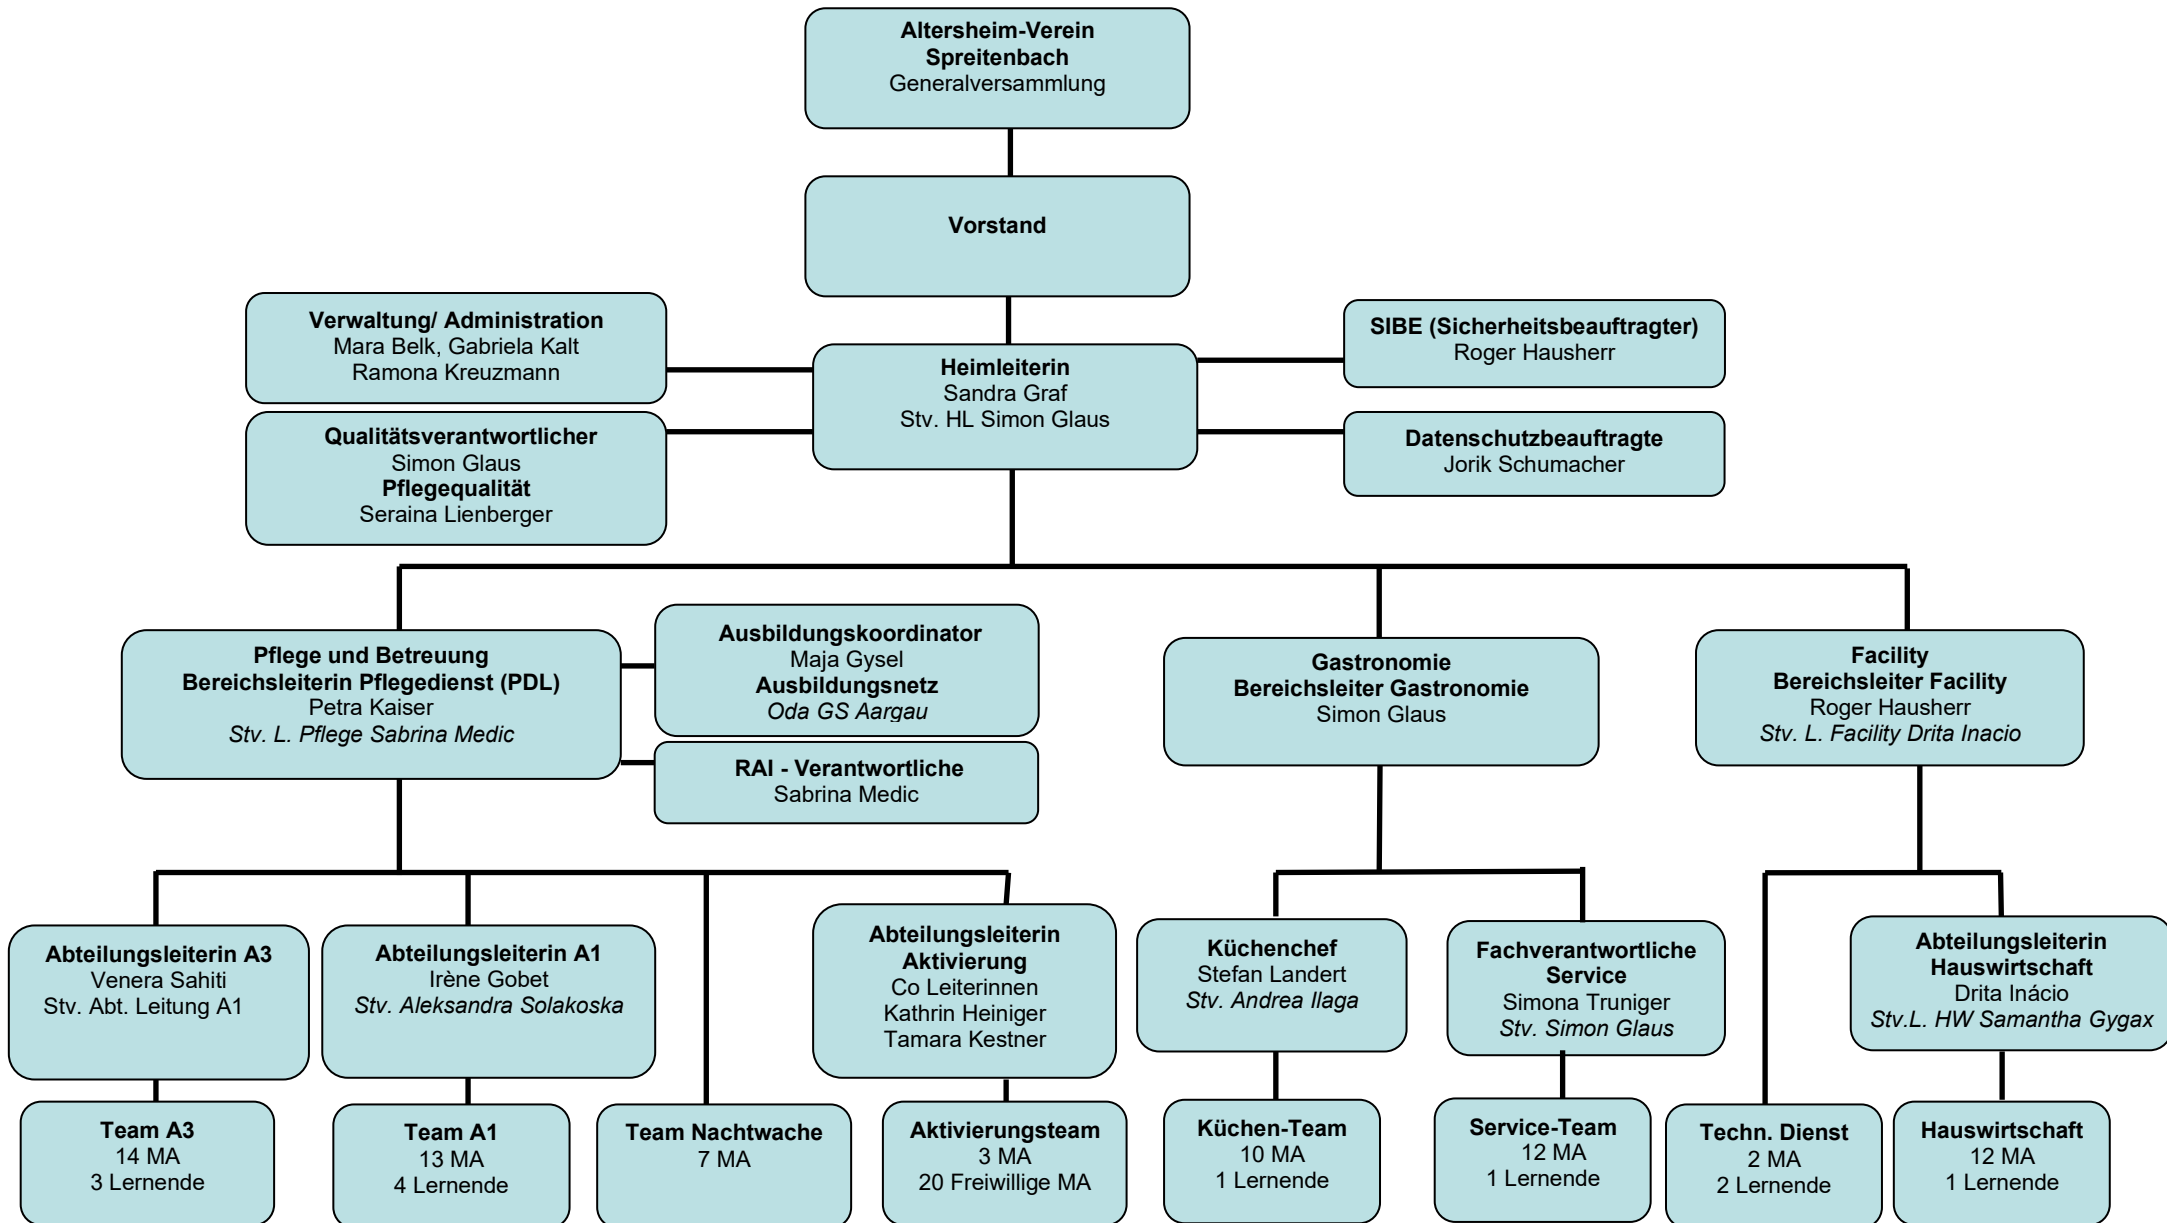 Altersheim-Verein
Spreitenbach
Generalversammlung
Vorstand
Verwaltung/ Administration
Mara Belk, Gabriela Kalt
Ramona Kreuzmann
SIBE (Sicherheitsbeauftragter)
Roger Hausherr
Heimleiterin
Sandra Graf
Stv. HL Simon Glaus
Qualitätsverantwortlicher
Simon Glaus
Pflegequalität
Seraina Lienberger
Datenschutzbeauftragte
Jorik Schumacher
Pflege und Betreuung
Bereichsleiterin Pflegedienst (PDL)
Petra Kaiser
Stv. L. Pflege Sabrina Medic
Ausbildungskoordinator
Maja Gysel
Ausbildungsnetz
Oda GS Aargau
RAI - Verantwortliche
Sabrina Medic
Gastronomie
Bereichsleiter Gastronomie
Simon Glaus
Facility
Bereichsleiter Facility
Roger Hausherr
Stv. L. Facility Drita Inacio
Abteilungsleiterin A3
Venera Sahiti
Stv. Abt. Leitung A1
Abteilungsleiterin A1
Irène Gobet
Stv. Aleksandra Solakoska
Abteilungsleiterin
Aktivierung
Co Leiterinnen
Kathrin Heiniger
Tamara Kestner
Küchenchef
Stefan Landert
Stv. Andrea Ilaga
Fachverantwortliche
Service
Simona Truniger
Stv. Simon Glaus
Abteilungsleiterin
Hauswirtschaft
Drita Inácio
Stv.L. HW Samantha Gygax
Team A3
14 MA
3 Lernende
Team A1
13 MA
4 Lernende
Team Nachtwache
7 MA
Aktivierungsteam
3 MA
20 Freiwillige MA
Küchen-Team
10 MA
1 Lernende
Service-Team
12 MA
1 Lernende
Techn. Dienst
2 MA
2 Lernende
Hauswirtschaft
12 MA
1 Lernende